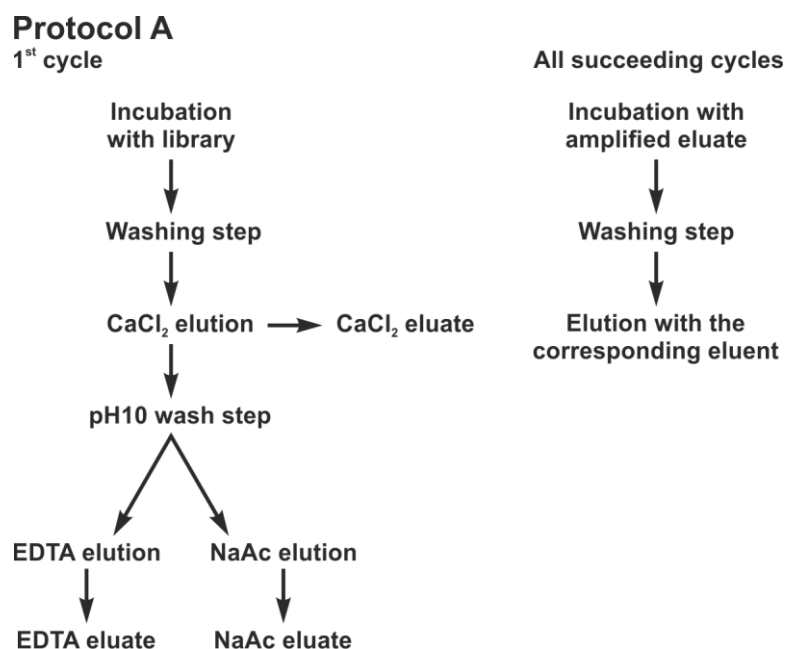 Protocol A
1st cycle
All succeeding cycles
Incubation
with library
Incubation with
amplified eluate
Washing step
Washing step
CaCl2 elution
CaCl2 eluate
Elution with the
corresponding eluent
pH10 wash step
EDTA elution
NaAc elution
EDTA eluate
NaAc eluate